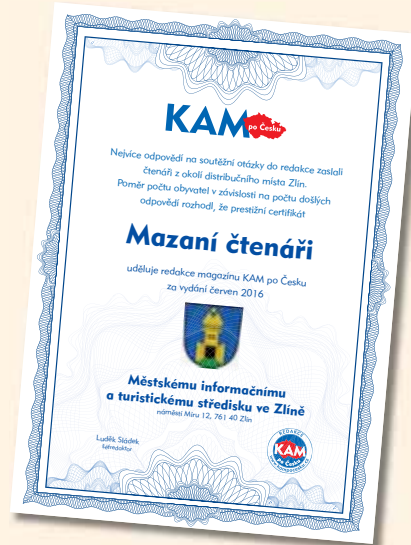 KAM
po Česku
Nejvíce odpovědí na soutěžní otázky do redakce zaslali
čtenáři z okolí distribučního místa Zlín.
Poměr počtu obyvatel v závislosti na počtu došlých
odpovědí rozhodl, že prestižní certifikát
Mazaní čtenáři
uděluje redakce magazínu KAM po Česku
za vydání červen 2016
Městskému informačnímu
a turistickému středisku ve Zlíně
náměstí Míru 12, 761 40 Zlín
Luděk Sládek
šéfredaktor
REDAKCE
KAM
po Česku